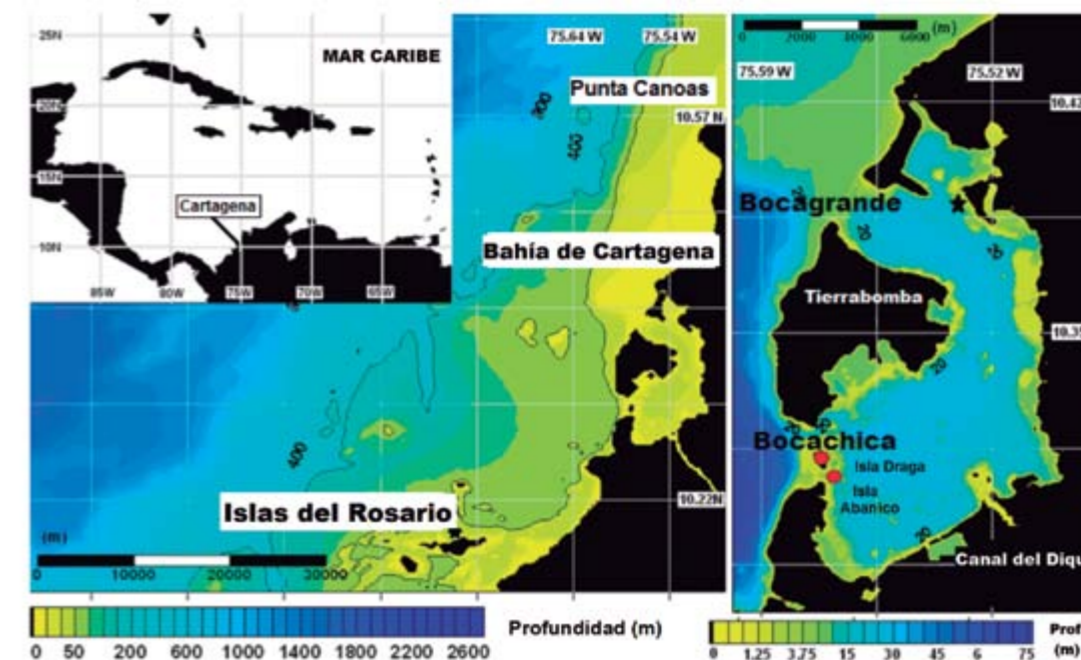 25N
20N
15N
10N
85W
80W
75W
70W
65W
MAR CARIBE
Cartagena
75.64 W
75.54 W
Punta Canoas
10.57 N
400
Bahía de Cartagena
400
10.22N
Islas del Rosario
(m)
0 10000 20000 30000
0 50 200 600 1000 1400 1800 2200 2600
Profundidad (m)
(m)
0
75.59 W
75.52 W
Bocagrande
20
Tierrabomba
20
Bocachica
Isla Draga
Isla
Abanico
Canal del Diqu
0 1,25 3,75 15 30 45 6 75
Prof
(m)